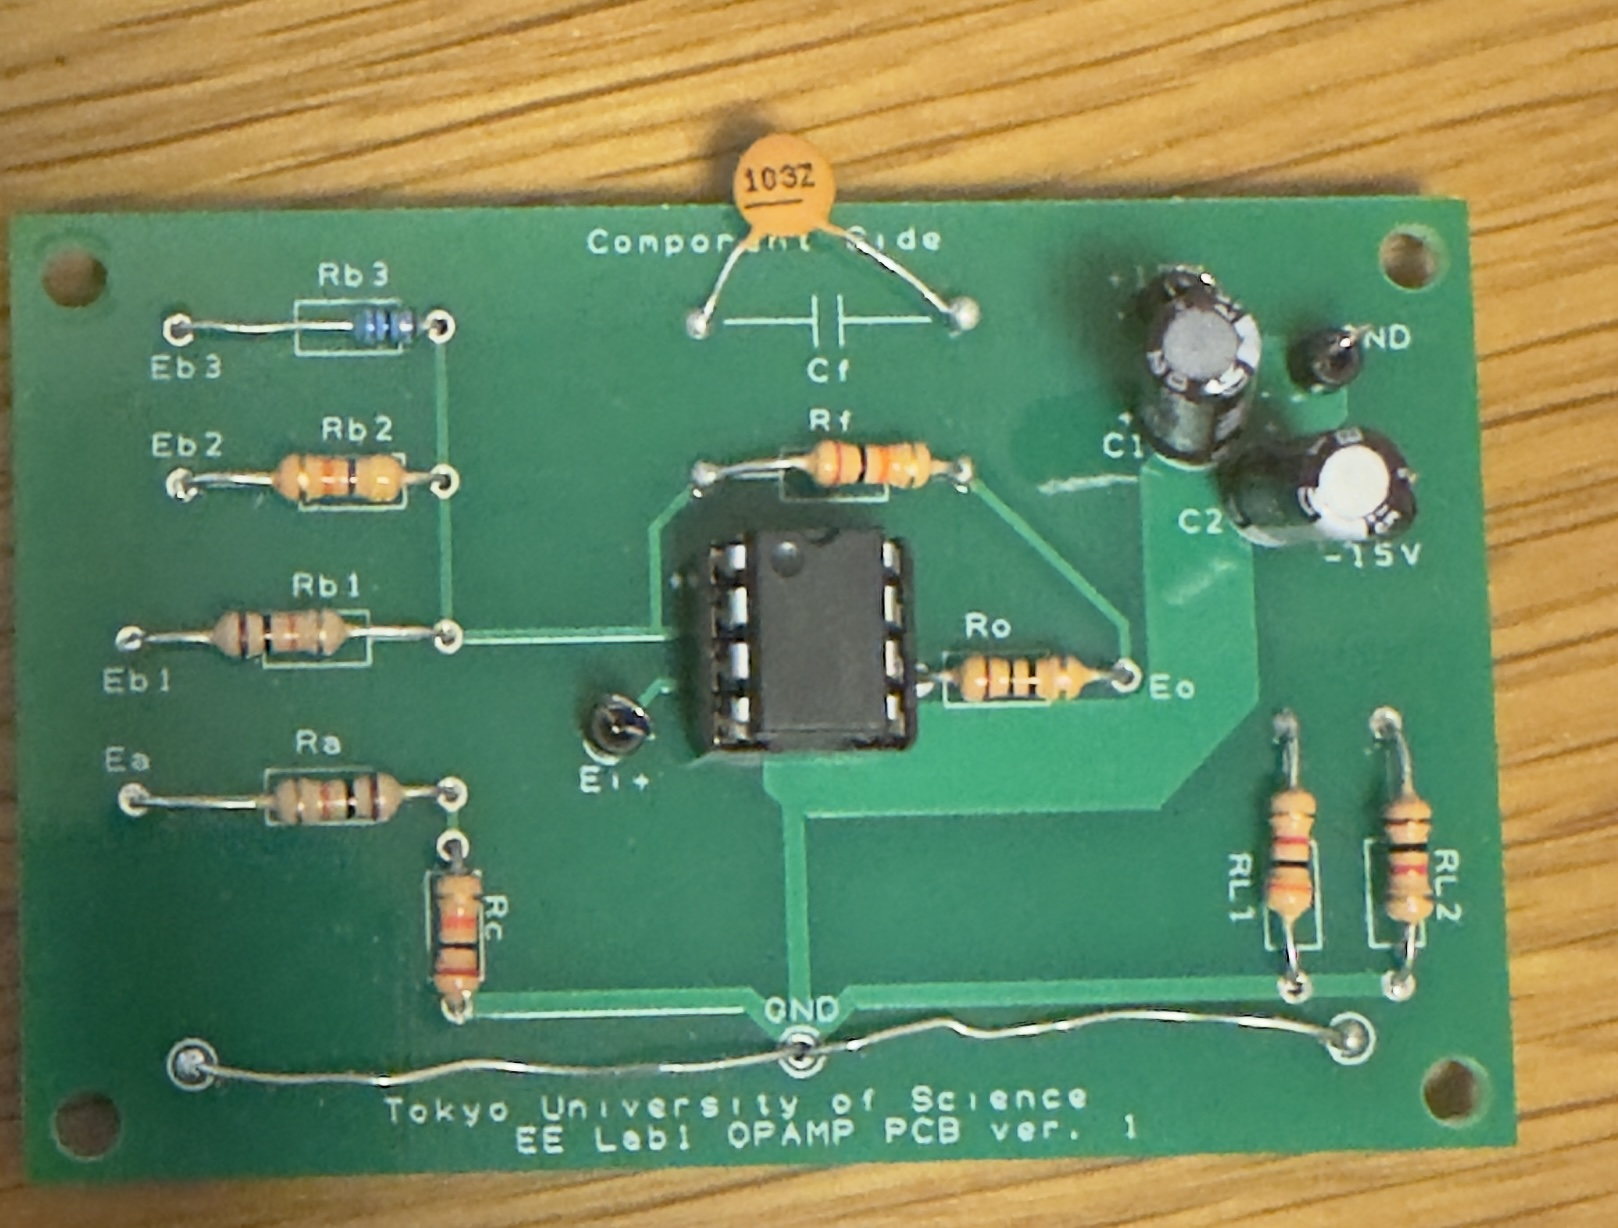 103Z
Component Side
Rb3
Eb3
Cf
ND
Rb2
Eb2
Rf
C1
C2
-15V
Rb1
Eb1
Ro
Eo
Ei+
Ra
Ea
Rc
RL1
RL2
GND
Tokyo University of Science
EE Lab1 OPAMP PCB ver. 1